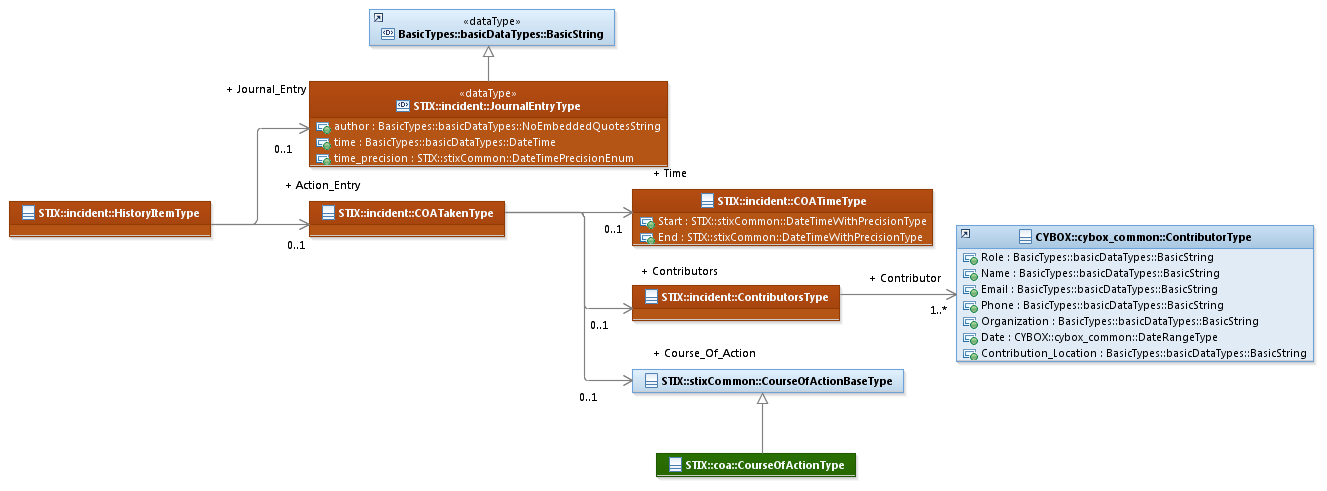 «dataType»
BasicTypes::basicDataTypes::BasicString
+ Journal_Entry
«dataType»
STIX::incident::JournalEntryType
author : BasicTypes::basicDataTypes::NoEmbeddedQuotesString
time : BasicTypes::basicDataTypes::DateTime
time_precision : STIX::stixCommon::DateTimePrecisionEnum
0..1
+ Action_Entry
STIX::incident::HistoryItemType
0..1
STIX::incident::COATakenType
+ Time
STIX::incident::COATimeType
Start : STIX::stixCommon::DateTimeWithPrecisionType
End : STIX::stixCommon::DateTimeWithPrecisionType
0..1
+ Contributors
STIX::incident::ContributorsType
0..1
+ Contributor
1..*
CYBOX::cybox_common::ContributorType
Role : BasicTypes::basicDataTypes::BasicString
Name : BasicTypes::basicDataTypes::BasicString
Email : BasicTypes::basicDataTypes::BasicString
Phone : BasicTypes::basicDataTypes::BasicString
Organization : BasicTypes::basicDataTypes::BasicString
Date : CYBOX::cybox_common::DateRangeType
Contribution_Location : BasicTypes::basicDataTypes::BasicString
+ Course_Of_Action
STIX::stixCommon::CourseOfActionBaseType
0..1
STIX::coa::CourseOfActionType